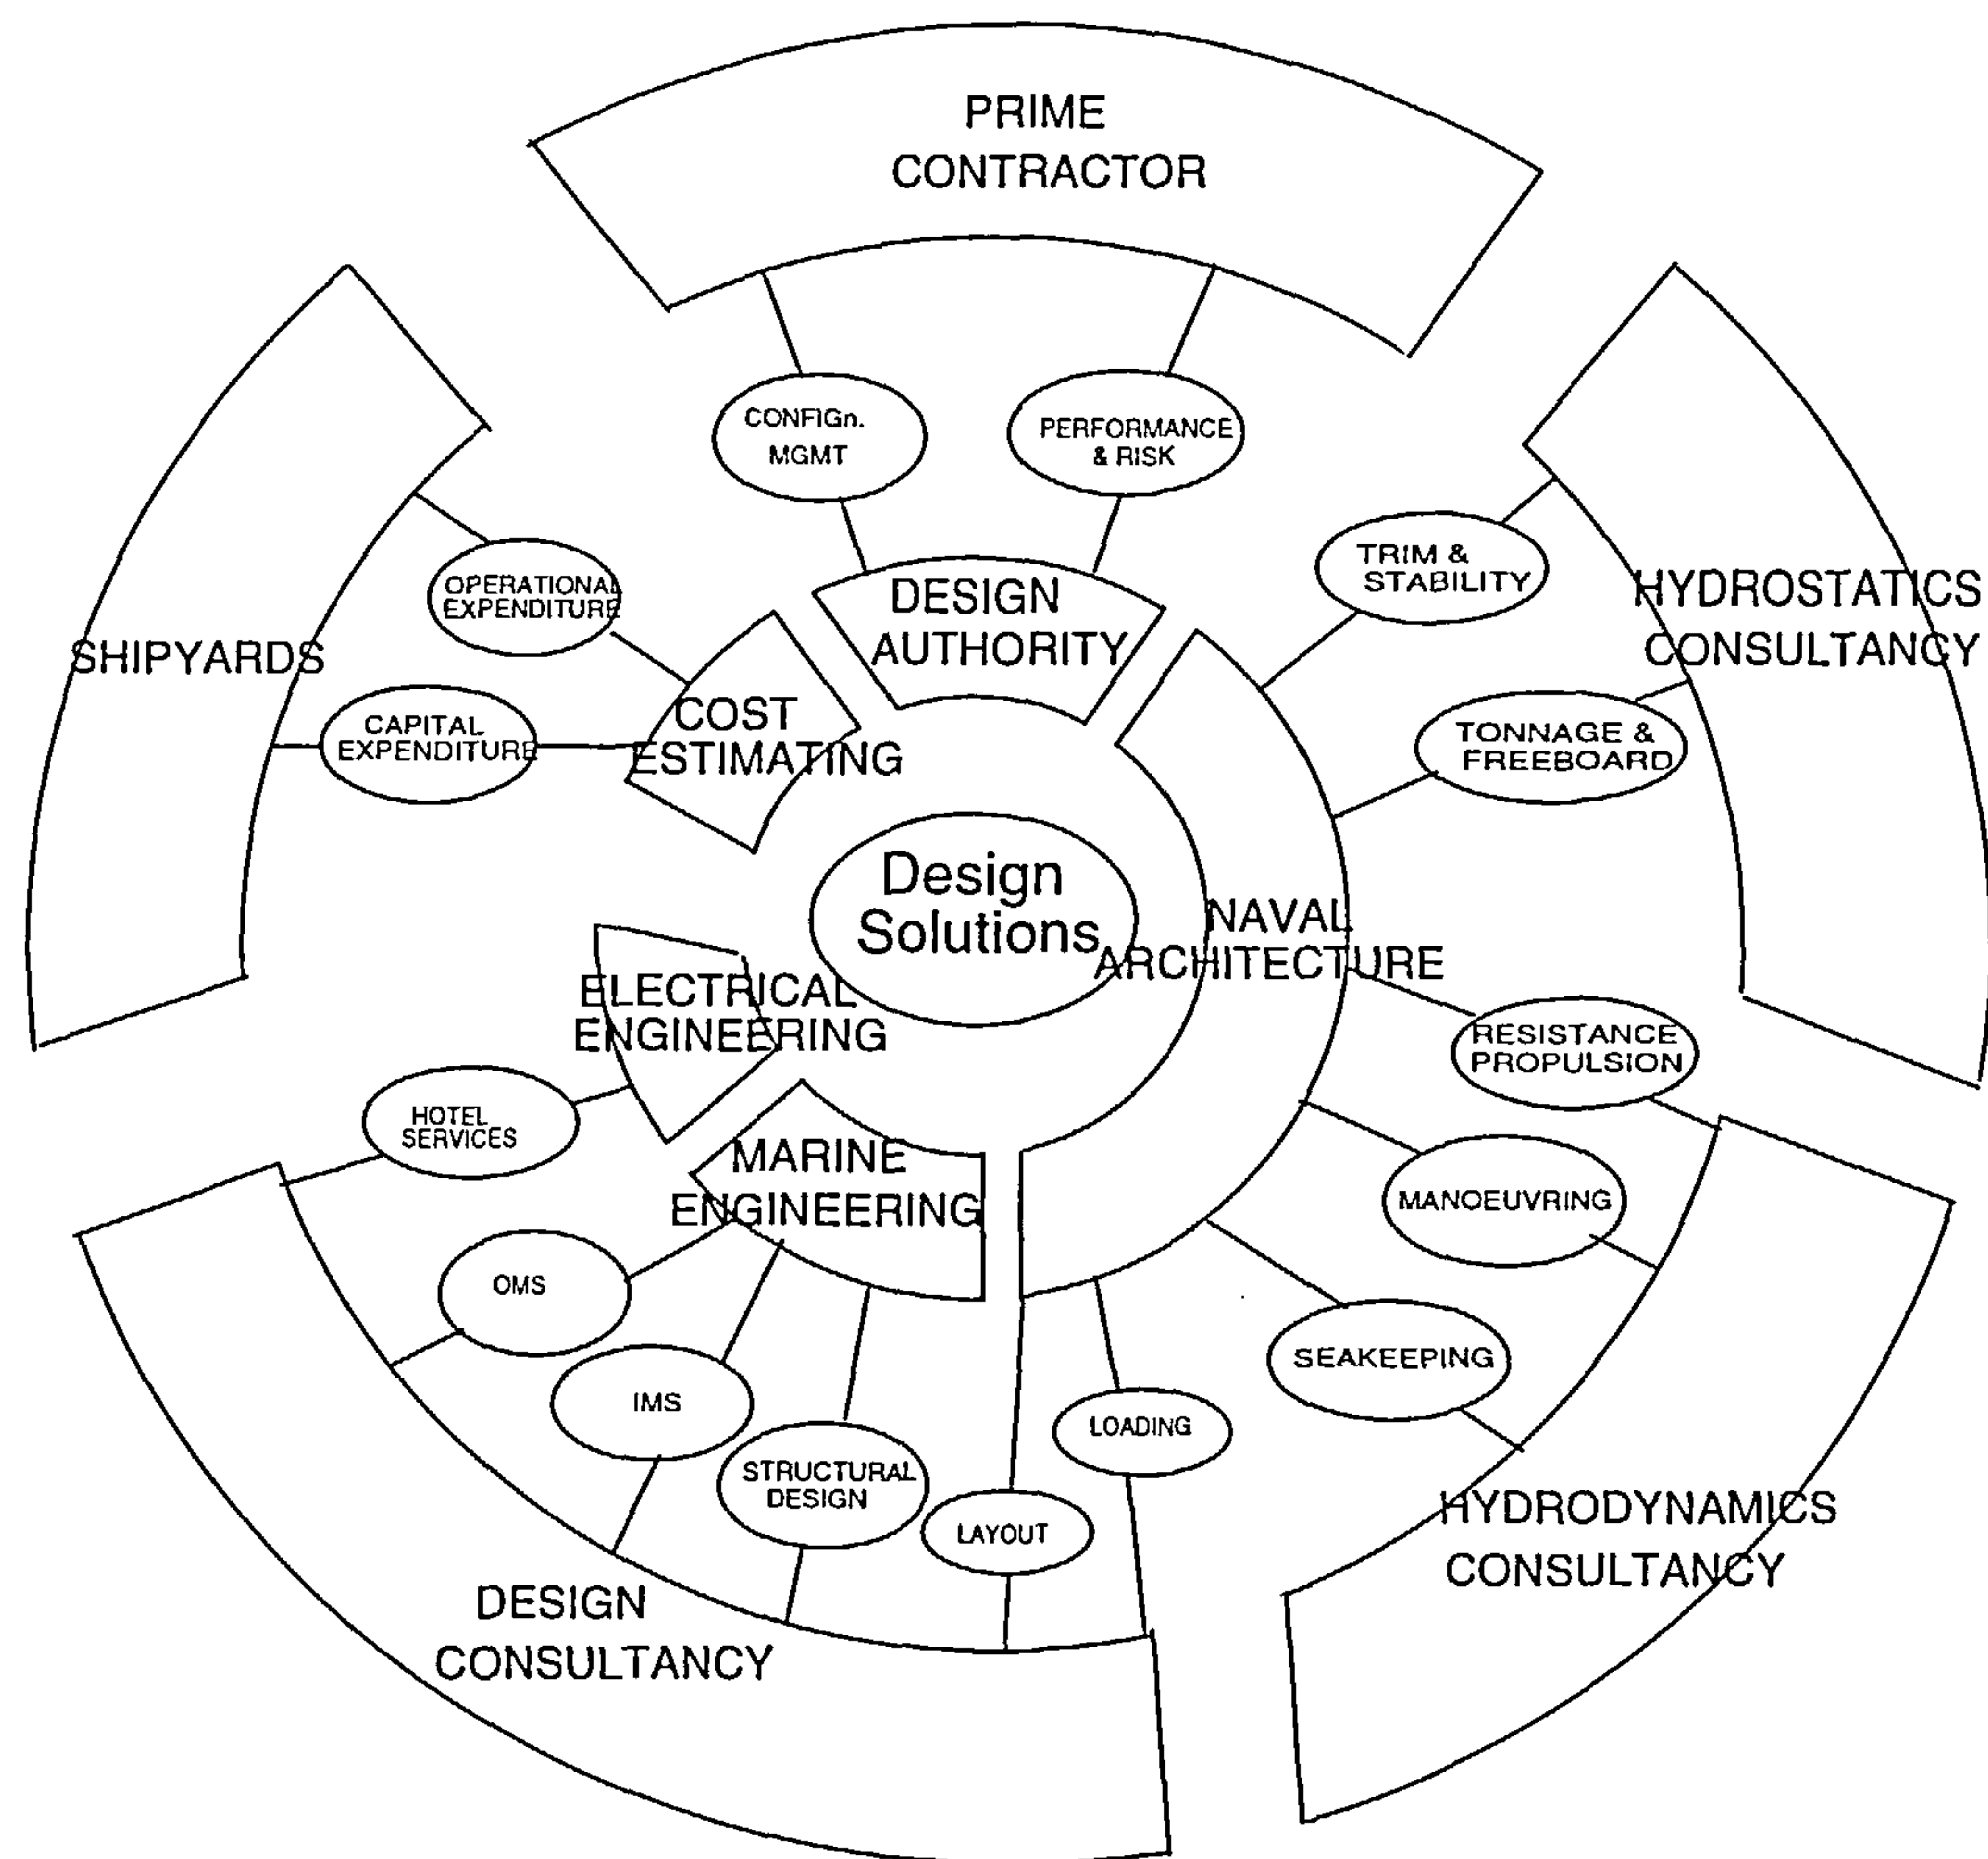 PRIME
CONTRACTOR
CONFIGn.
MGMT
PERFORMANCE
& RISK
TRIM &
STABILITY
OPERATIONAL
EXPENDITURE
DESIGN
AUTHORITY
HYDROSTATICS
CONSULTANCY
SHIPYARDS
CAPITAL
EXPENDITURE
COST
ESTIMATING
TONNAGE &
FREEBOARD
Design
Solutions
NAVAL
ARCHITECTURE
ELECTRICAL
ENGINEERING
RESISTANCE
PROPULSION
HOTEL
SERVICES
MARINE
ENGINEERING
MANOEUVRING
OMS
SEAKEEPING
IMS
LOADING
STRUCTURAL
DESIGN
LAYOUT
HYDRODYNAMICS
CONSULTANCY
DESIGN
CONSULTANCY